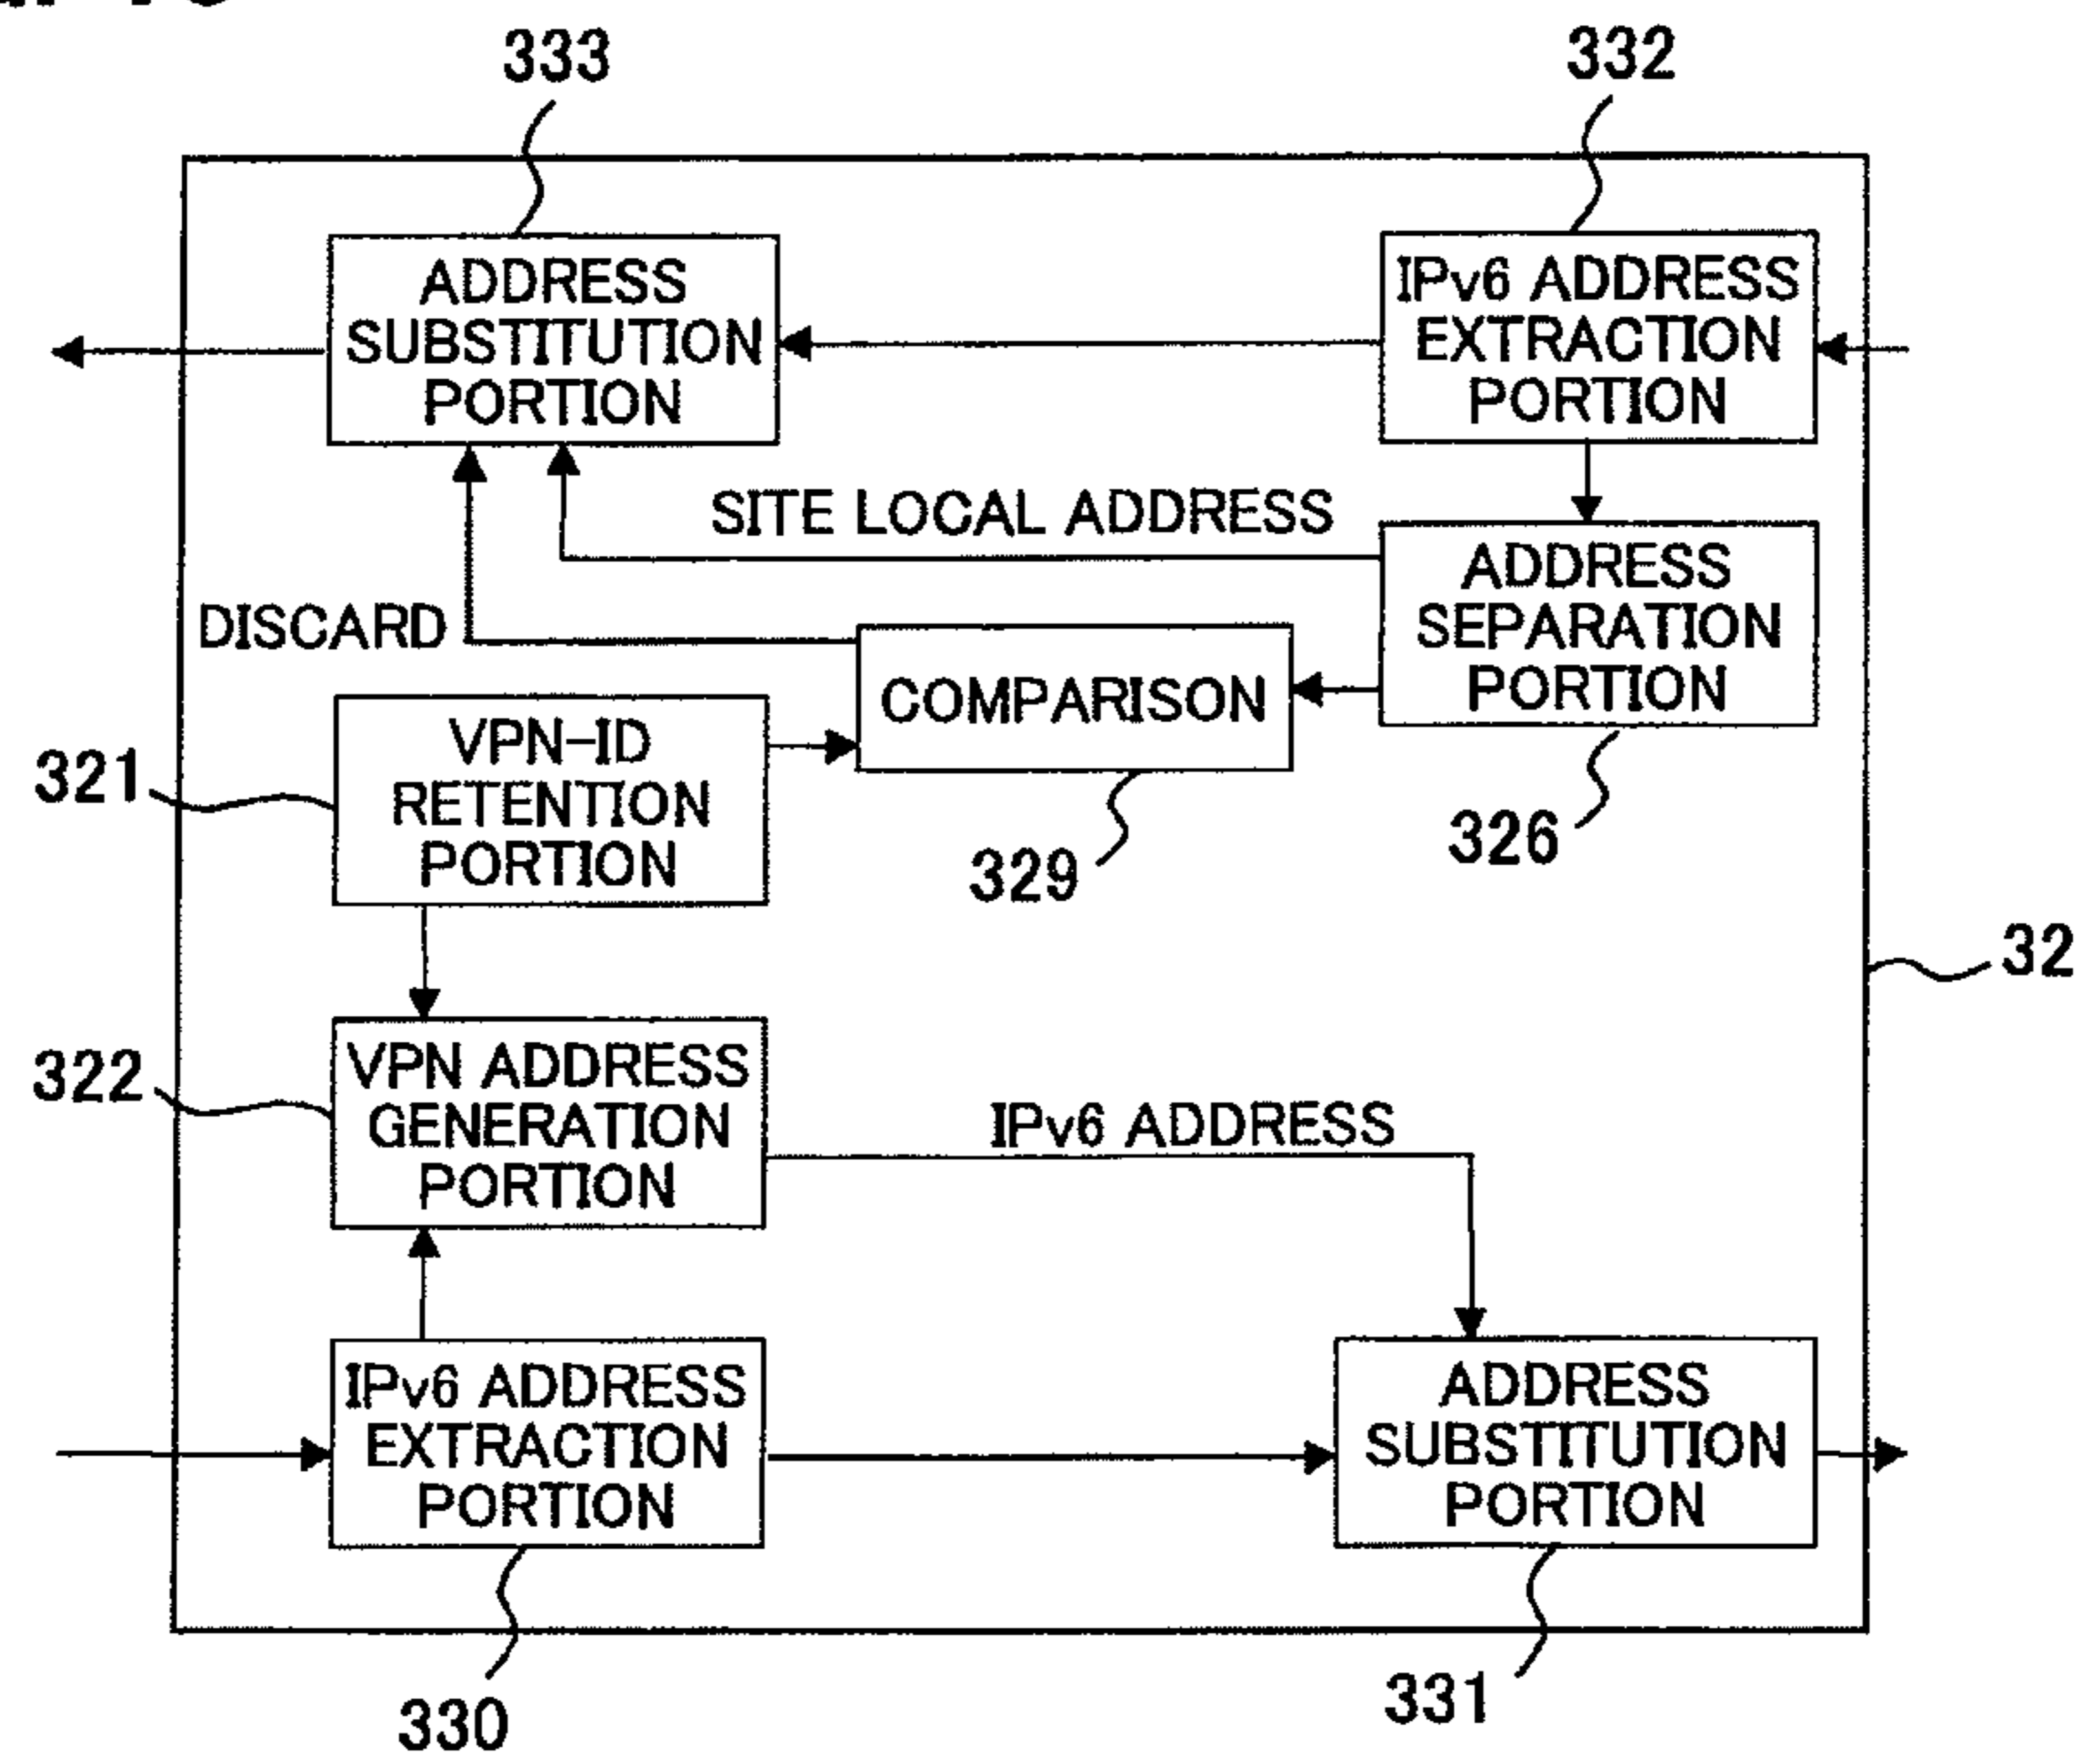 333
332
ADDRESS
SUBSTITUTION
PORTION
IPv6 ADDRESS
EXTRACTION
PORTION
SITE LOCAL ADDRESS
ADDRESS
SEPARATION
PORTION
DISCARD
COMPARISON
VPN-ID
RETENTION
PORTION
321
326
329
32
VPN ADDRESS
GENERATION
PORTION
322
IPv6 ADDRESS
IPv6 ADDRESS
EXTRACTION
PORTION
ADDRESS
SUBSTITUTION
PORTION
330
331